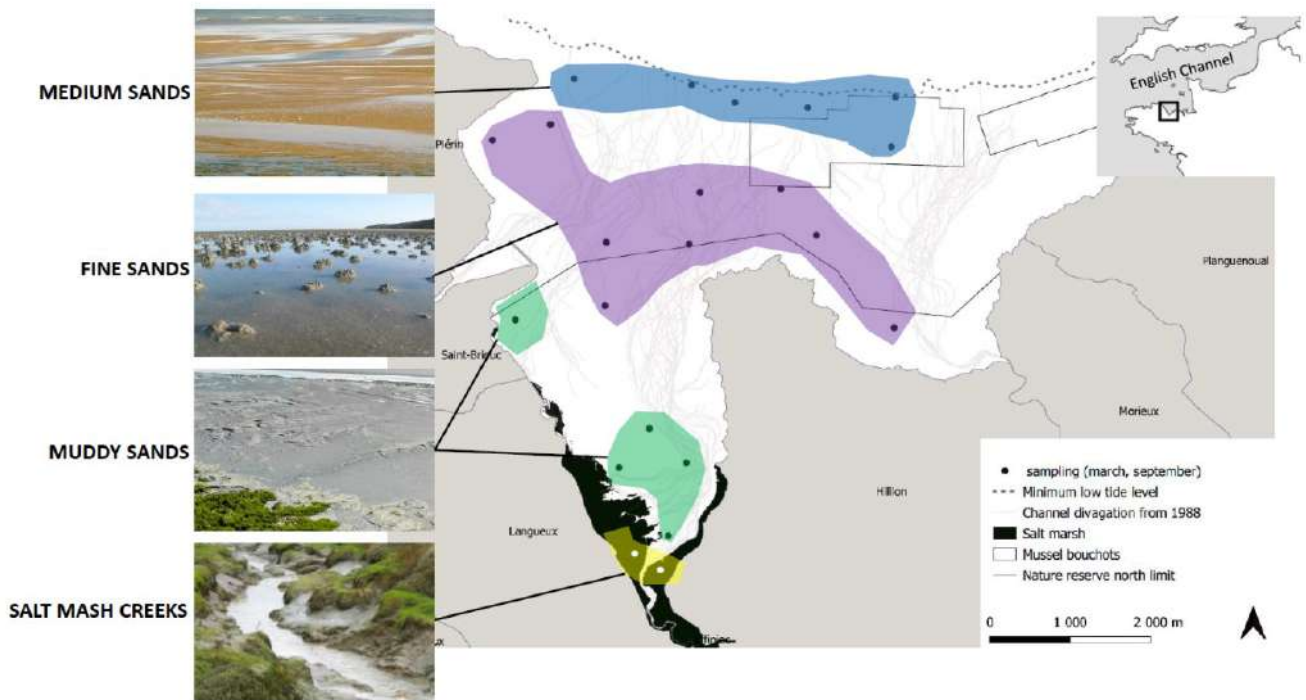 MEDIUM SANDS
FINE SANDS
MUDDY SANDS
SALT MASH CREEKS
English Channel
Plérin
Planguenoual
Saint-Brieuc
Morieux
Hillion
Langueux
sampling (march, september)
Minimum low tide level
Channel divagation from 1988
Salt marsh
Mussel bouchots
Nature reserve north limit
0 1 000 2 000 m